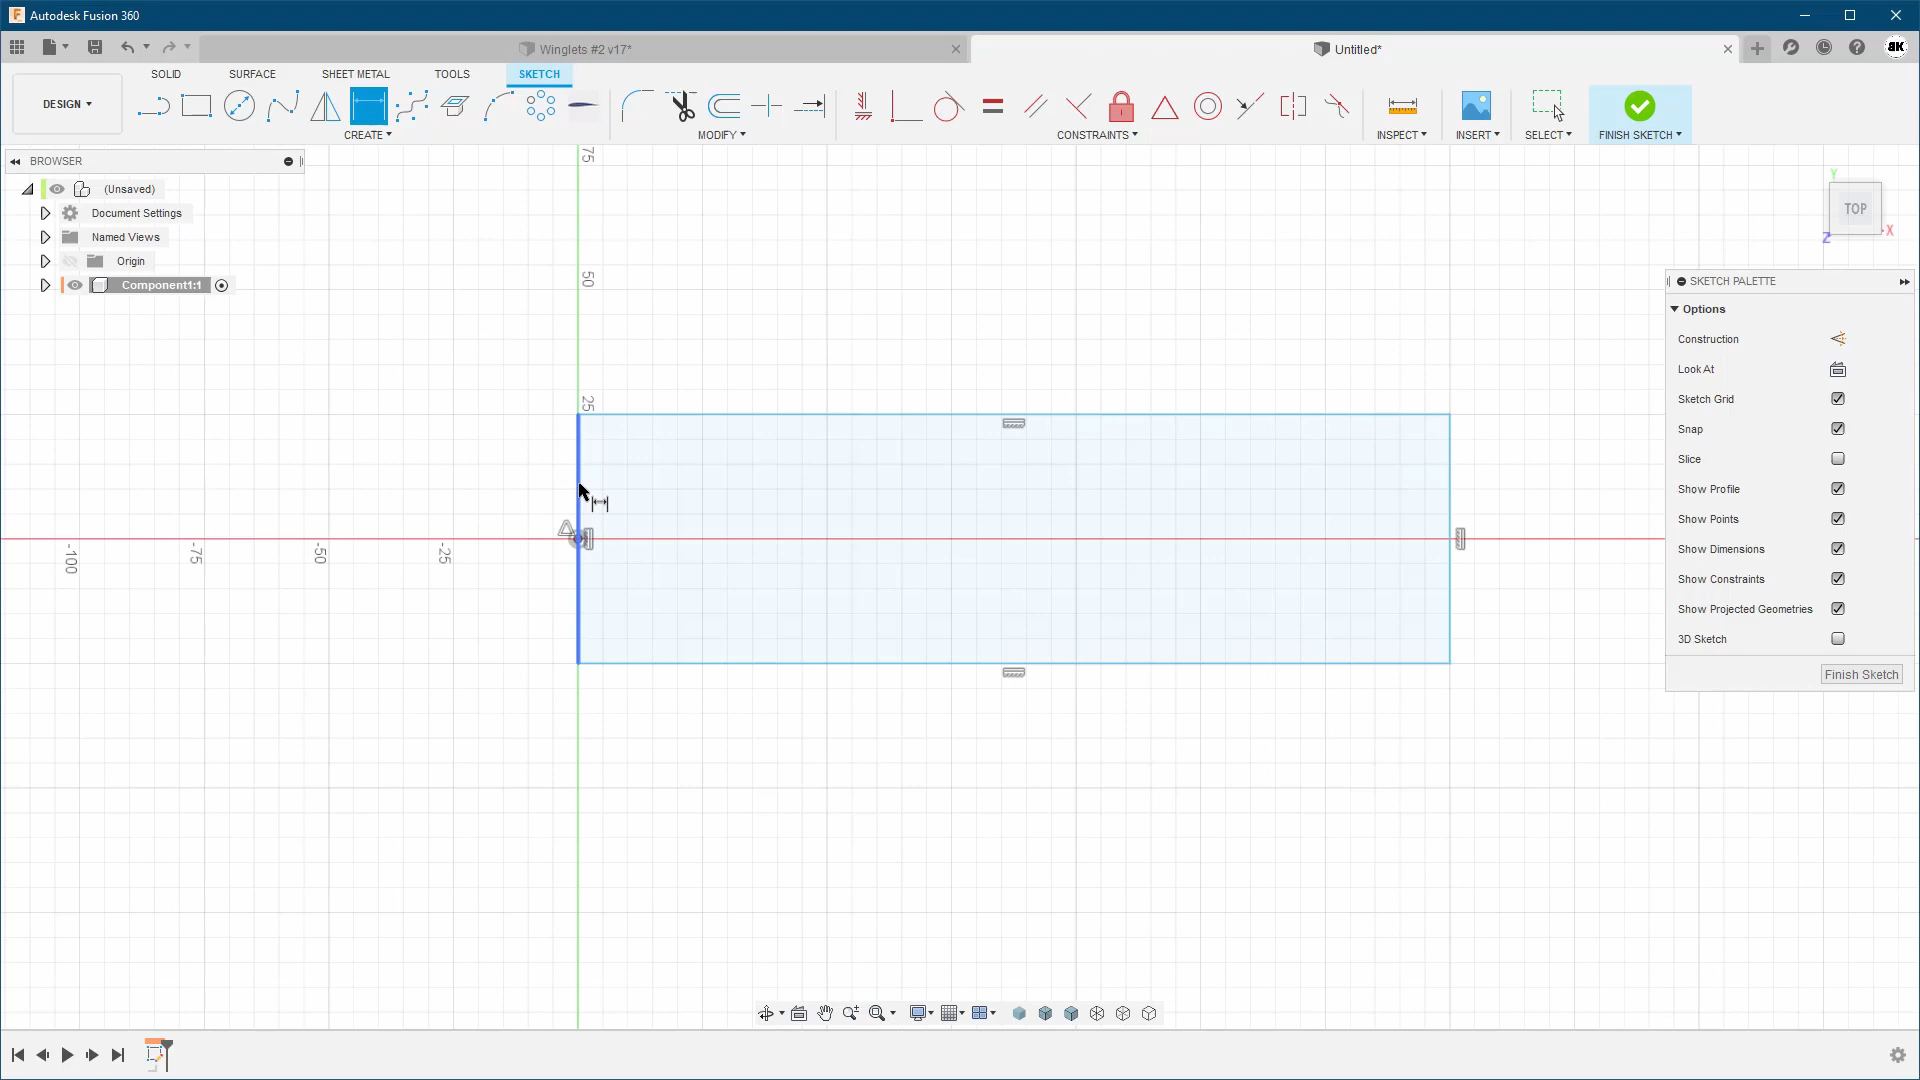 Autodesk Fusion 360
Winglets #2 v17*
Untitled*
BK
SOLID
SURFACE
SHEET METAL
TOOLS
SKETCH
DESIGN
CREATE
MODIFY
CONSTRAINTS
INSPECT
INSERT
SELECT
FINISH SKETCH
BROWSER
(Unsaved)
Document Settings
Named Views
Origin
Component1:1
75
50
25
-100
-75
-50
-25
Y
TOP
X
Z
SKETCH PALETTE
Options
Construction
Look At
Sketch Grid
Snap
Slice
Show Profile
Show Points
Show Dimensions
Show Constraints
Show Projected Geometries
3D Sketch
Finish Sketch